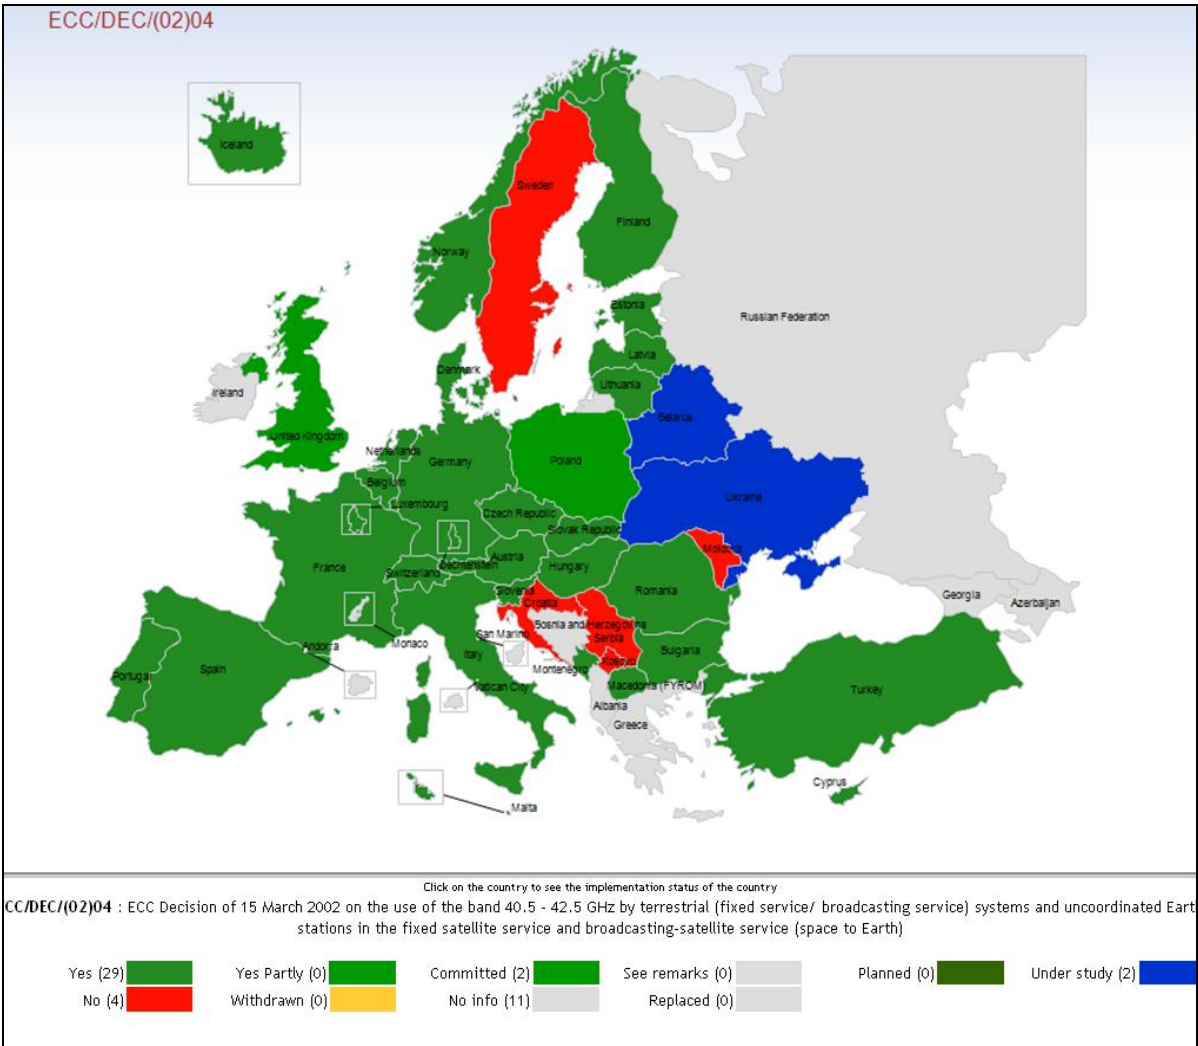 ECC/DEC/(02)04
Iceland
Sweden
Finland
Norway
Russian Federation
Estonia
Latvia
Denmark
Lithuania
Ireland
Belarus
United Kingdom
Netherlands
Germany
Poland
Belgium
Ukraine
Luxembourg
Czech Republic
Slovak Republic
Moldova
Austria
France
Switzerland
Liechtenstein
Hungary
Slovenia
Romania
Georgia
Azerbaijan
Croatia
Bosnia and Herzegovina
San Marino
Serbia
Andorra
Monaco
Italy
Bulgaria
Kosovo
Portugal
Spain
Montenegro
Vatican City
Macedonia (FYROM)
Turkey
Albania
Greece
Cyprus
Malta
Click on the country to see the implementation status of the country
CC/DEC/(02)04 : ECC Decision of 15 March 2002 on the use of the band 40.5 - 42.5 GHz by terrestrial (fixed service/ broadcasting service) systems and uncoordinated Eart
stations in the fixed satellite service and broadcasting-satellite service (space to Earth)
Yes (29) Yes Partly (0) Committed (2) See remarks (0) Planned (0) Under study (2)
No (4) Withdrawn (0) No info (11) Replaced (0)